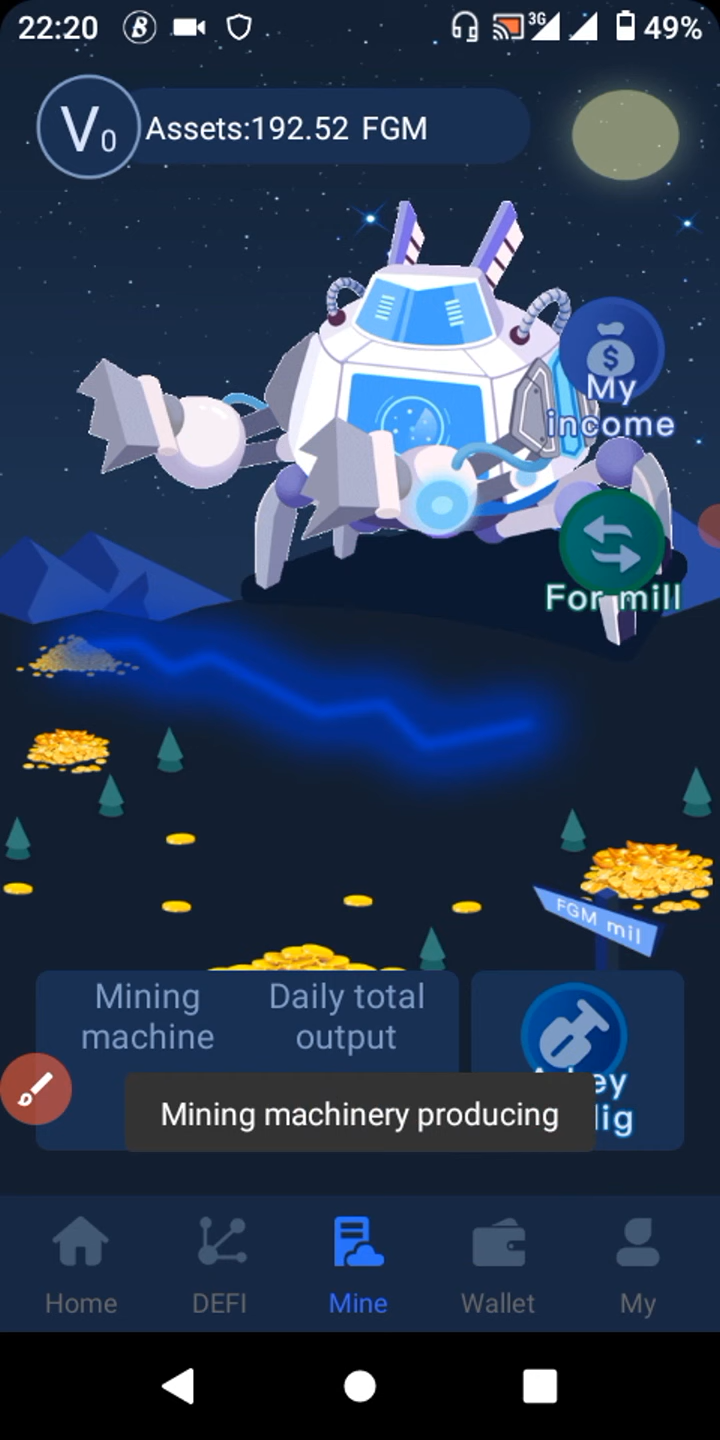 22:20
3G
49%
V0
Assets:192.52 FGM
My
income
For mill
FGM mil
Mining
machine
Daily total
output
Mining machinery producing
Home
DEFI
Mine
Wallet
My